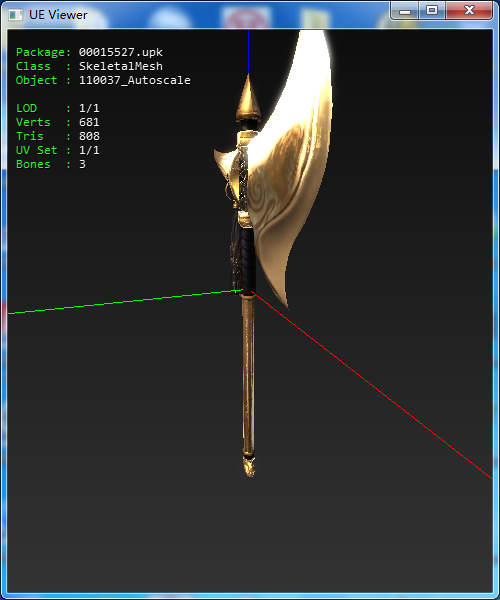 UE Viewer
Package: 00015527.upk
Class  : SkeletalMesh
Object : 110037_Autoscale
LOD    : 1/1
Verts  : 681
Tris   : 808
UV Set : 1/1
Bones  : 3